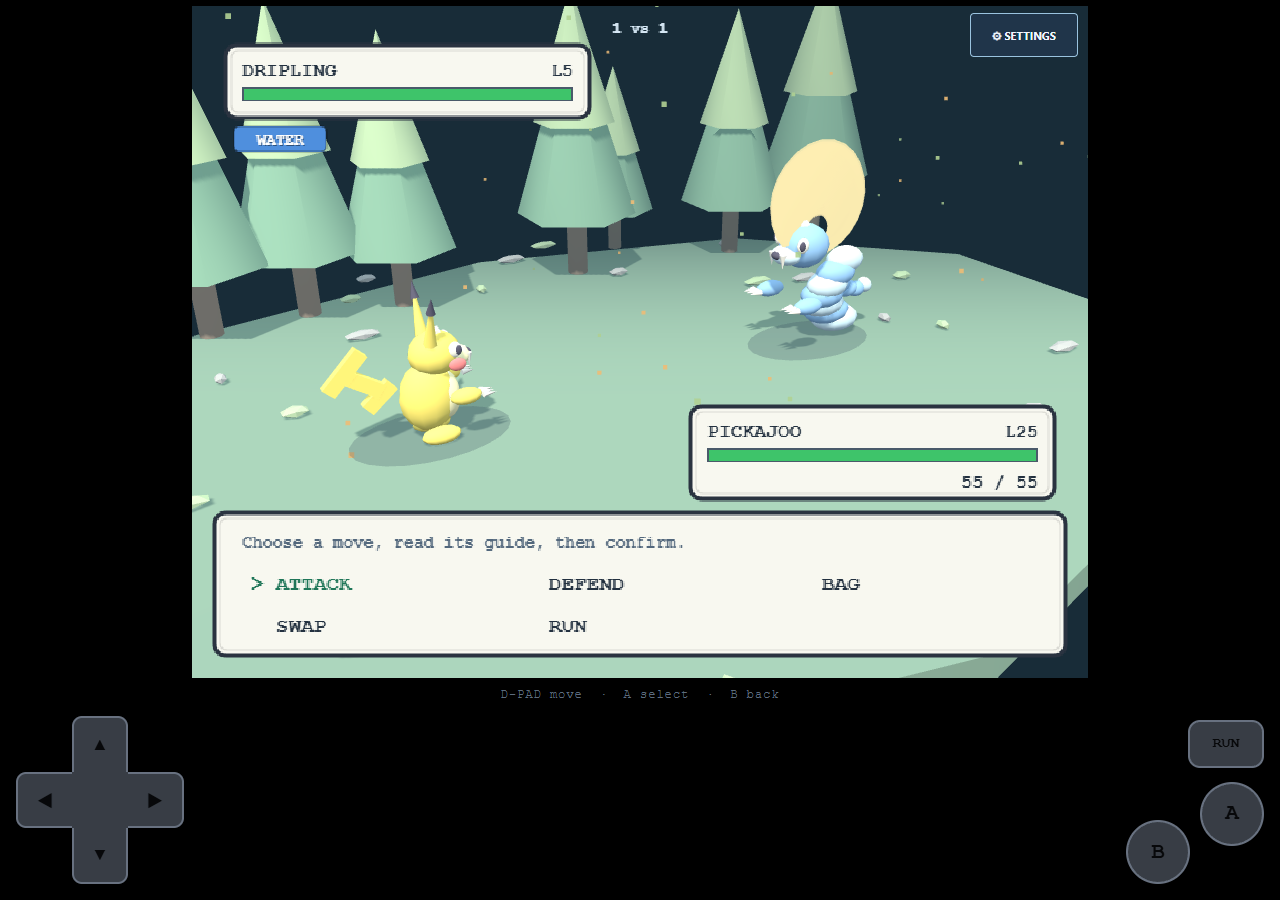 1 vs 1
⚙ SETTINGS
DRIPLING L5
WATER
PICKAJOO L25
55 / 55
Choose a move, read its guide, then confirm.
> ATTACK DEFEND BAG
SWAP RUN
D-PAD move · A select · B back
RUN
A
B